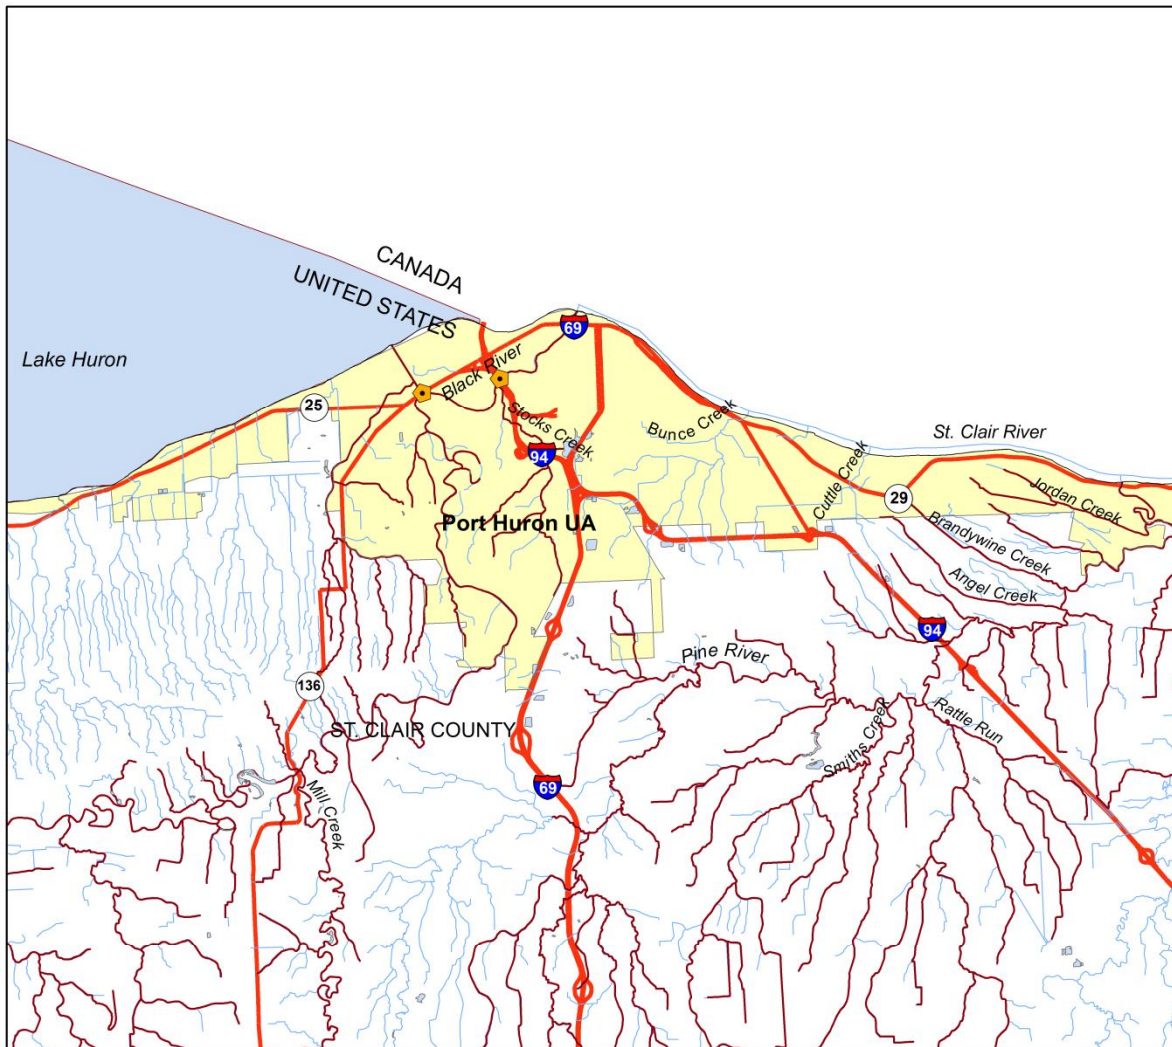 CANADA
UNITED STATES
69
Lake Huron
Black River
25
Stocks Creek
Bunce Creek
St. Clair River
94
Cuttle Creek
29
Jordan Creek
Port Huron UA
Brandywine Creek
Angel Creek
94
Pine River
136
Rattle Run
ST. CLAIR COUNTY
Smiths Creek
69
Mill Creek